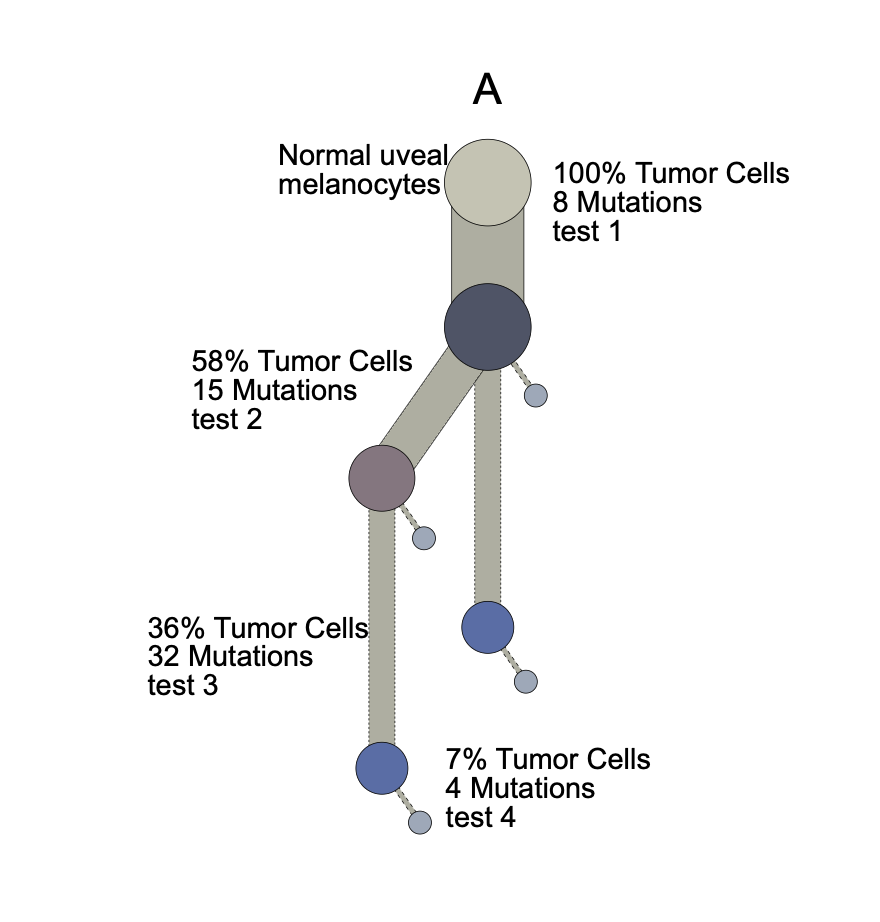 A
Normal uveal
melanocytes
100% Tumor Cells
8 Mutations
test 1
58% Tumor Cells
15 Mutations
test 2
36% Tumor Cells
32 Mutations
test 3
7% Tumor Cells
4 Mutations
test 4